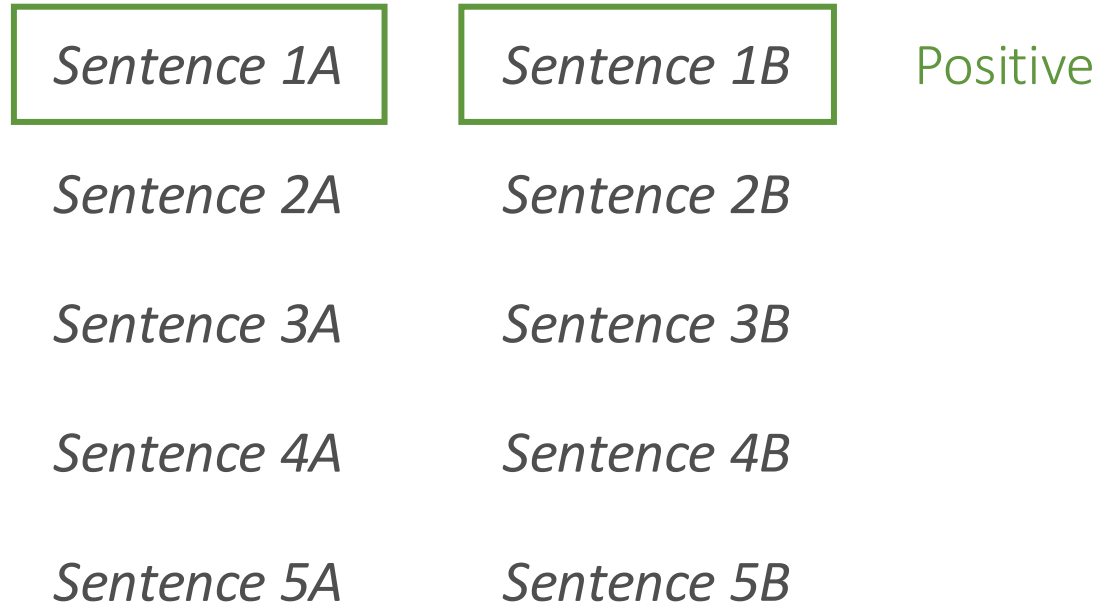 Sentence 1A Sentence 1B Positive
Sentence 2A Sentence 2B
Sentence 3A Sentence 3B
Sentence 4A Sentence 4B
Sentence 5A Sentence 5B